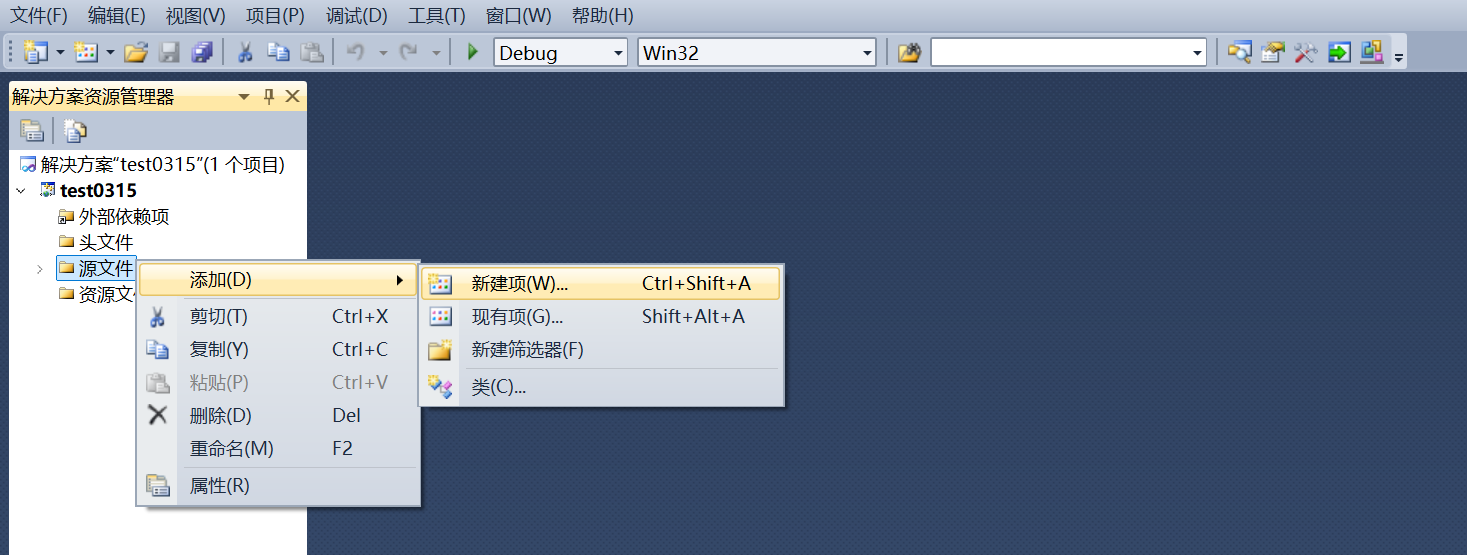 文件(F) 编辑(E) 视图(V) 项目(P) 调试(D) 工具(T) 窗口(W) 帮助(H)
Debug Win32
解决方案资源管理器
解决方案“test0315”(1 个项目)
test0315
外部依赖项
头文件
源文件
资源文
添加(D)
剪切(T) Ctrl+X
复制(Y) Ctrl+C
粘贴(P) Ctrl+V
删除(D) Del
重命名(M) F2
属性(R)
新建项(W)... Ctrl+Shift+A
现有项(G)... Shift+Alt+A
新建筛选器(F)
类(C)...